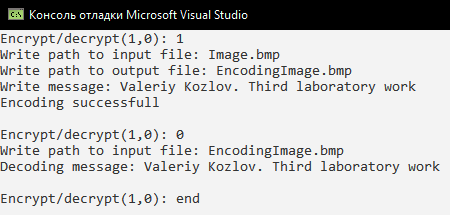 Консоль отладки Microsoft Visual Studio
Encrypt/decrypt(1,0): 1
Write path to input file: Image.bmp
Write path to output file: EncodingImage.bmp
Write message: Valeriy Kozlov. Third laboratory work
Encoding successfull
Encrypt/decrypt(1,0): 0
Write path to input file: EncodingImage.bmp
Decoding message: Valeriy Kozlov. Third laboratory work
Encrypt/decrypt(1,0): end